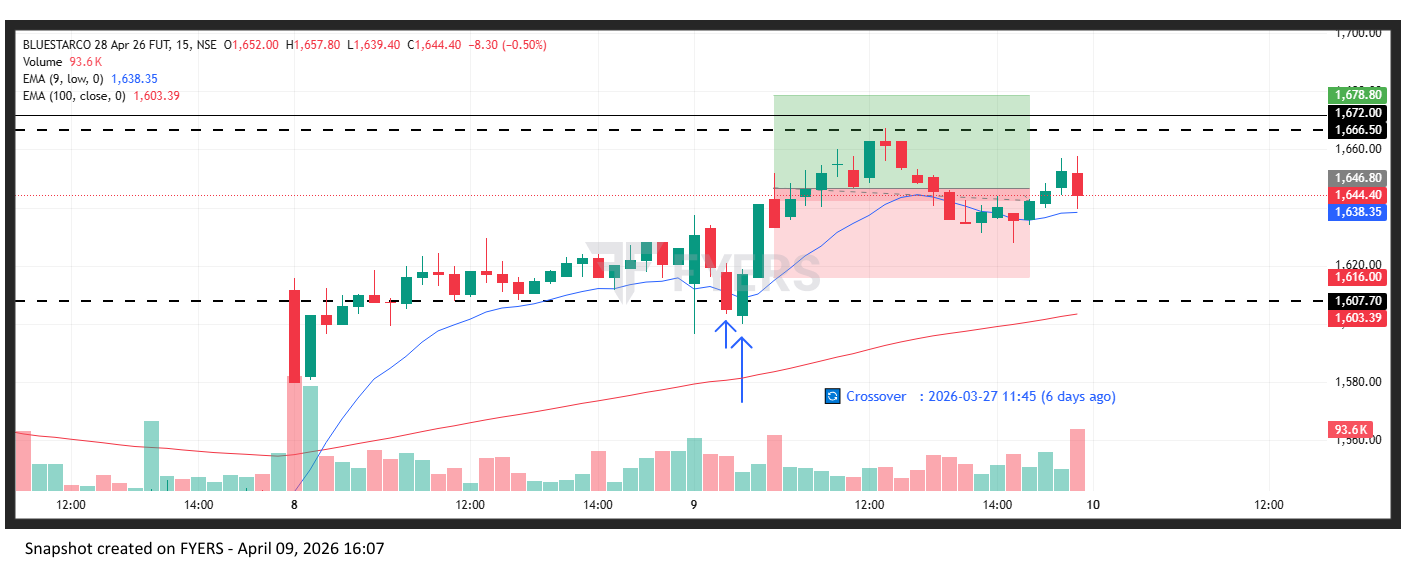 BLUESTARCO 28 Apr 26 FUT, 15, NSE O1,652.00 H1,657.80 L1,639.40 C1,644.40 −8.30 (−0.50%)
Volume 93.6 K
EMA (9, low, 0) 1,638.35
EMA (100, close, 0) 1,603.39
1,700.00
1,678.80
1,672.00
1,666.50
1,660.00
1,646.80
1,644.40
1,638.35
1,620.00
1,616.00
1,607.70
1,603.39
1,580.00
93.6 K
1,560.00
FYERS
Crossover : 2026-03-27 11:45 (6 days ago)
12:00 14:00 8 12:00 14:00 9 12:00 14:00 10 12:00
Snapshot created on FYERS - April 09, 2026 16:07